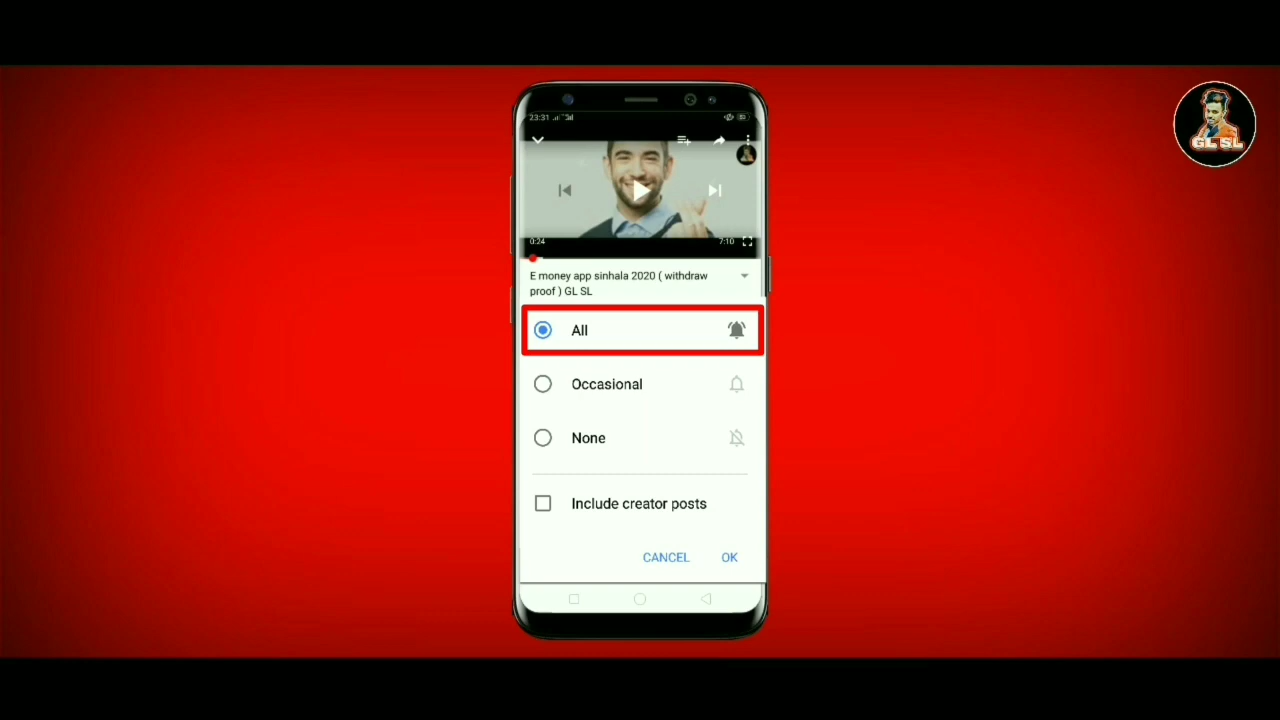 GL SL
23:31
0:24
7:10
E money app sinhala 2020 ( withdraw
proof ) GL SL
All
Occasional
None
Include creator posts
CANCEL
OK